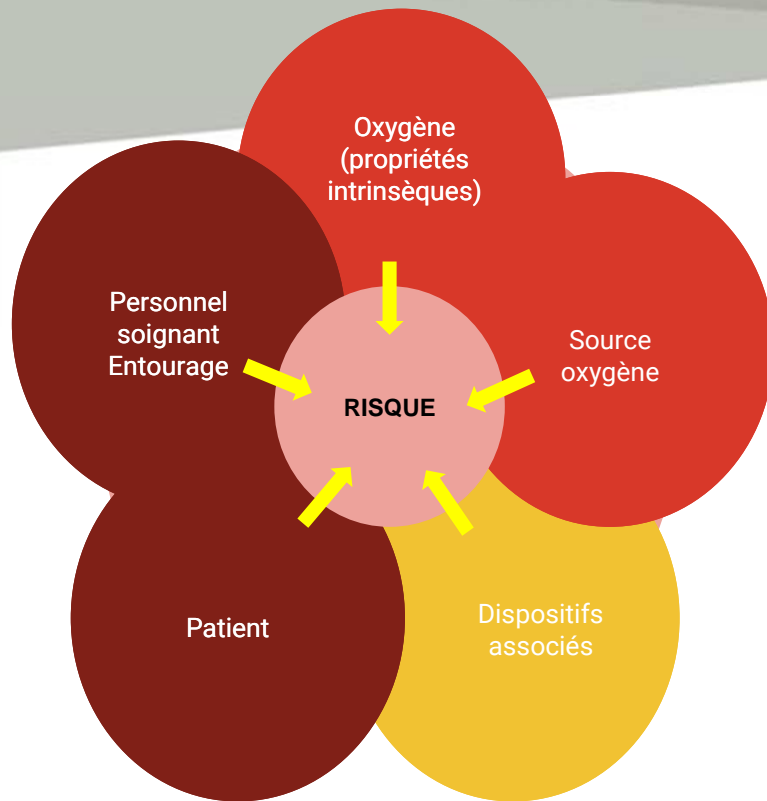 Oxygène
(propriétés
intrinsèques)
Personnel
soignant
Entourage
Source
oxygène
RISQUE
Patient
Dispositifs
associés